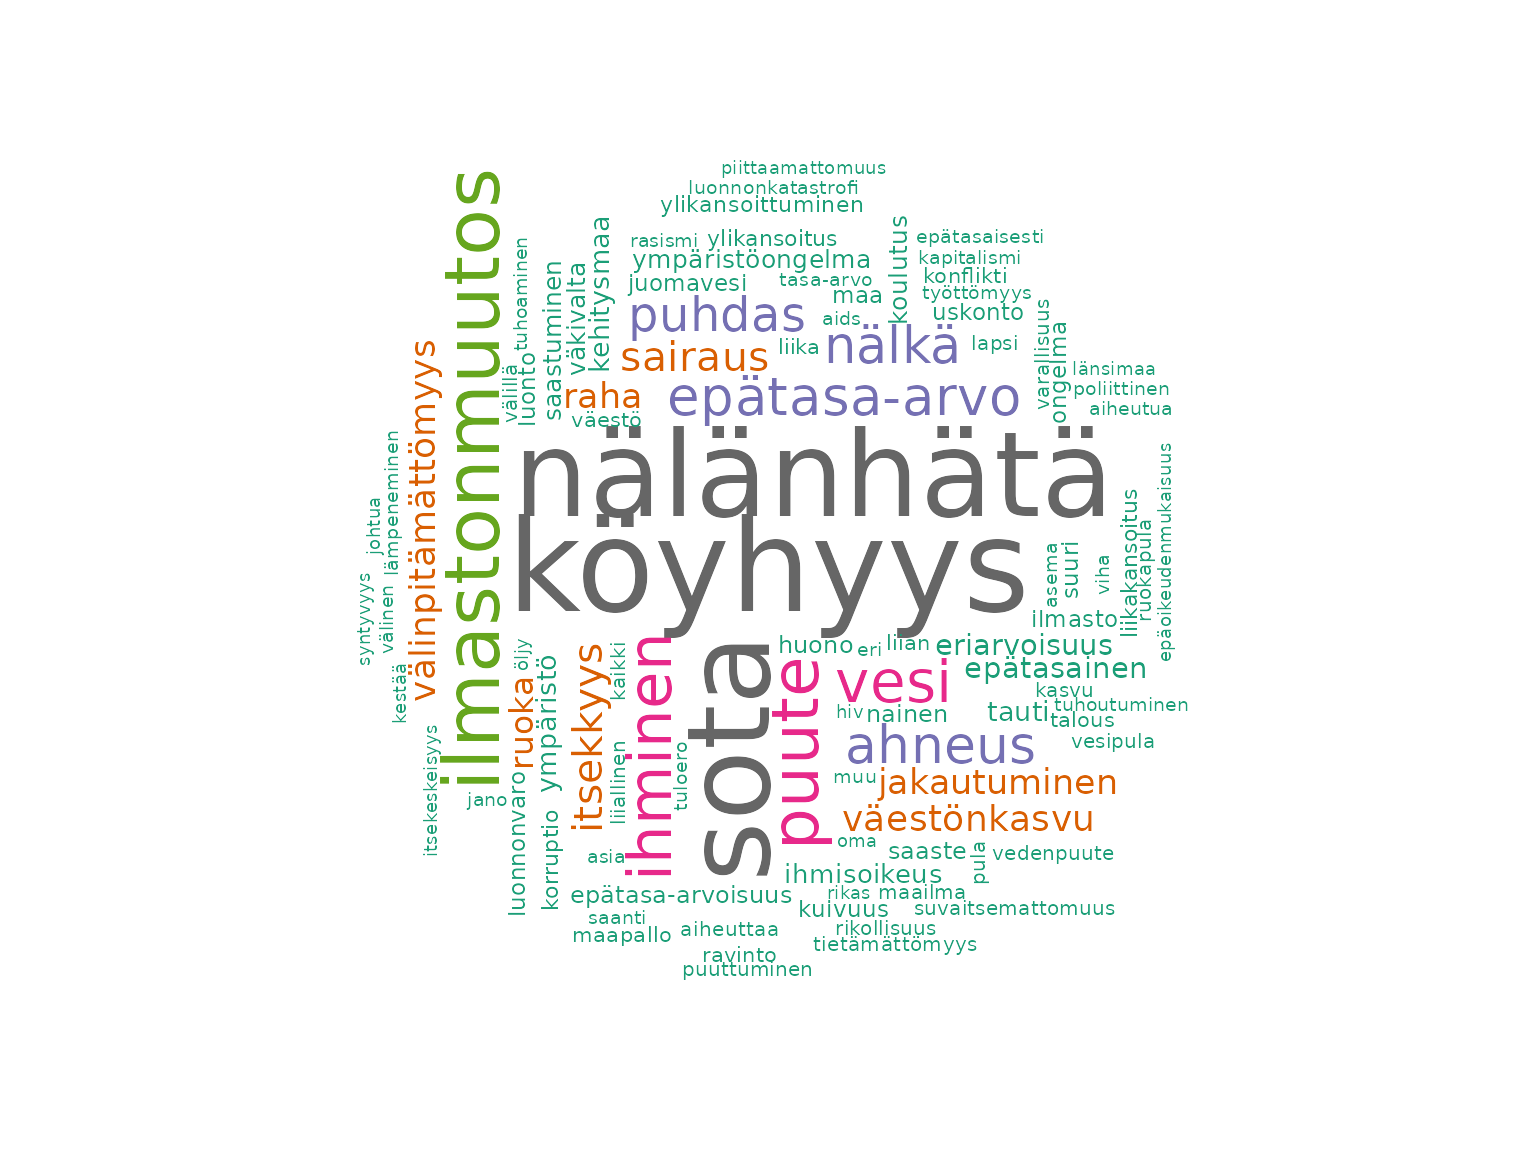 piittaamattomuus
luonnonkatastrofi
ylikansoittuminen
rasismi
ylikansoitus
ympäristöongelma
juomavesi
tasa-arvo
maa
koulutus
epätasaisesti
kapitalismi
konflikti
työttömyys
uskonto
puhdas
aids
sairaus
liika
nälkä
lapsi
varallisuus
ongelma
länsimaa
poliittinen
aiheutua
raha
väestö
epätasa-arvo
kehitysmaa
väkivalta
saastuminen
tuhoaminen
luonto
välillä
ilmastonmuutos
välinpitämättömyys
lämpeneminen
johtua
välinen
syntyvyys
kestää
itsekeskeisyys
nälänhätä
köyhyys
asema
suuri
viha
liikakansoitus
ruokapula
epäoikeudenmukaisuus
ilmasto
huono
eri
liian
eriarvoisuus
epätasainen
vesi
kasvu
hiv
nainen
tauti
tuhoutuminen
talous
vesipula
ahneus
muu
jakautuminen
väestönkasvu
sota
puute
ihminen
tuloero
kaikki
liiallinen
itsekkyys
öljy
ruoka
ympäristö
jano
luonnonvaro
korruptio
asia
oma
saaste
pula
vedenpuute
ihmisoikeus
epätasa-arvoisuus
rikas
maailma
kuivuus
suvaitsemattomuus
saanti
maapallo
aiheuttaa
rikollisuus
tietämättömyys
ravinto
puuttuminen